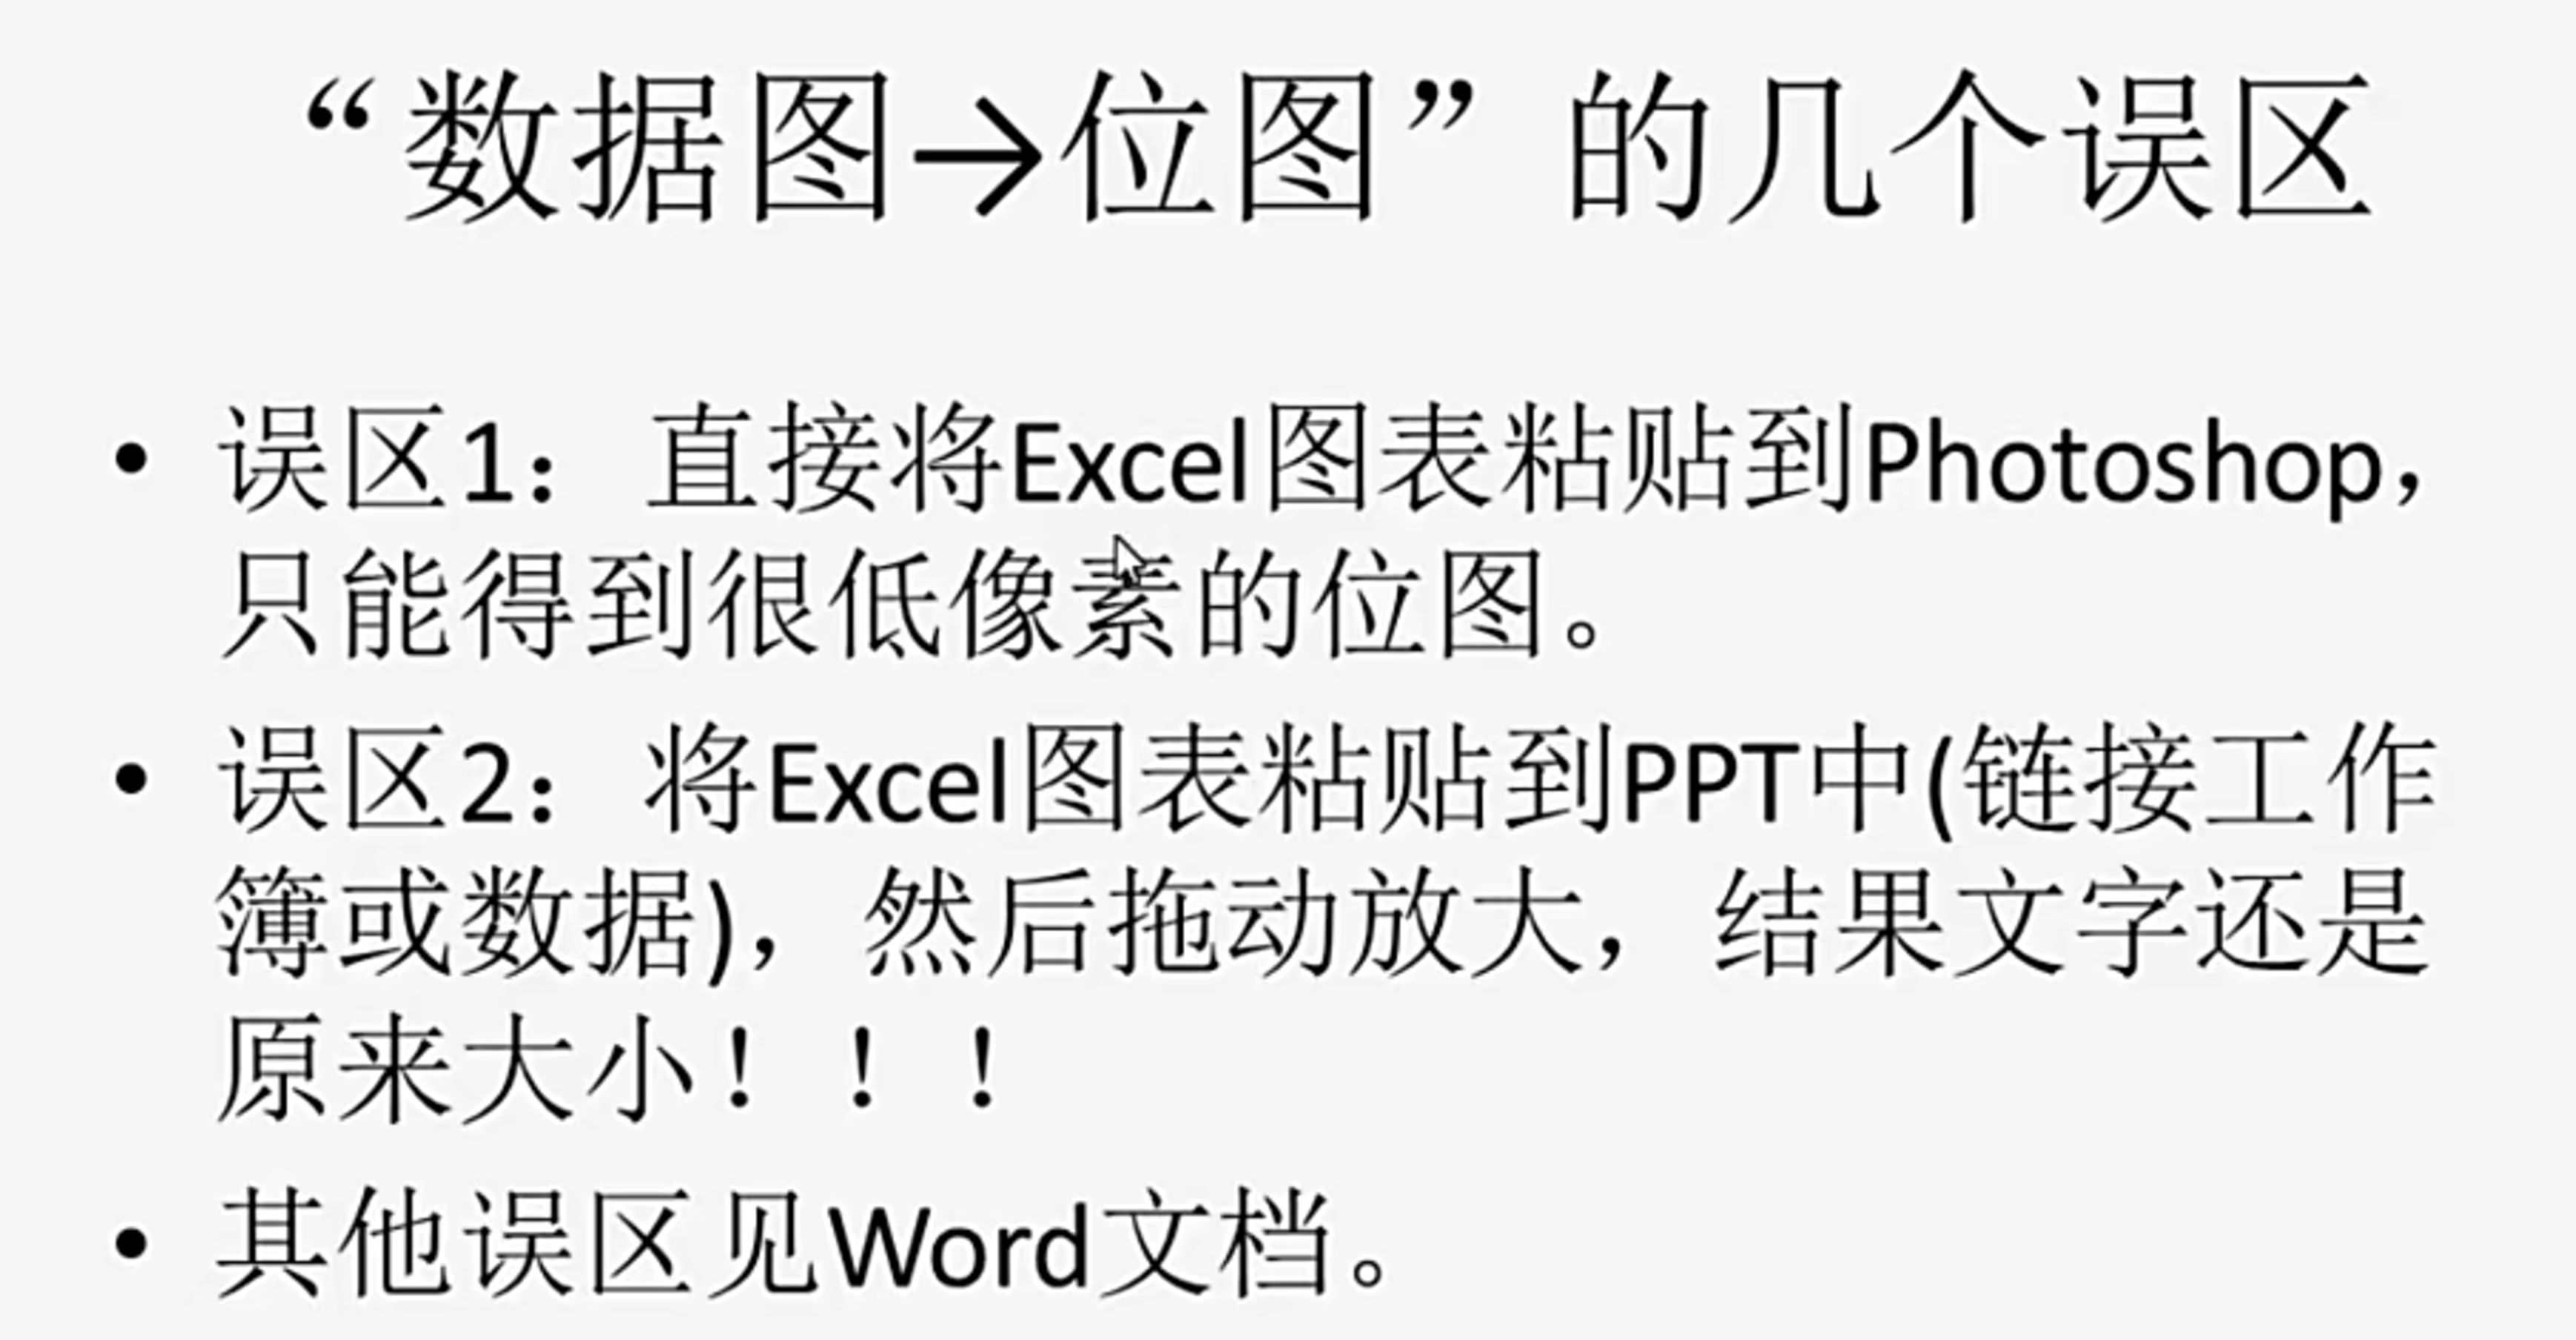 “数据图→位图”的几个误区
• 误区1：直接将Excel图表粘贴到Photoshop，
只能得到很低像素的位图。
• 误区2：将Excel图表粘贴到PPT中(链接工作
簿或数据)，然后拖动放大，结果文字还是
原来大小！！！
• 其他误区见Word文档。